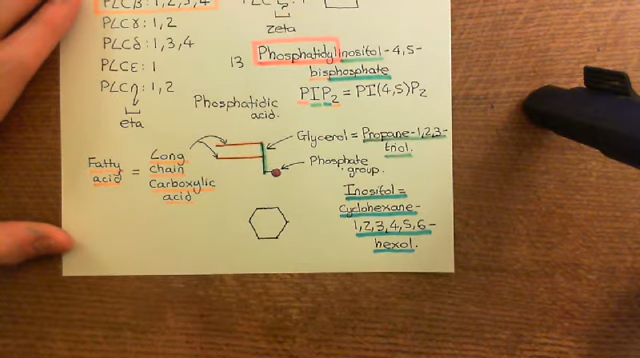 PLCβ: 1,2,3,4
PLCγ: 1,2
PLCδ: 1,3,4
PLCε: 1
PLCη: 1,2
eta
zeta
13
Phosphatidylinositol-4,5-
bisphosphate
PIP₂ = PI(4,5)P₂
Phosphatidic
acid.
Fatty
acid
=
Long
chain
Carboxylic
acid
Glycerol = Propane-1,2,3-
triol.
Phosphate
group.
Inositol =
cyclohexane-
1,2,3,4,5,6-
hexol.